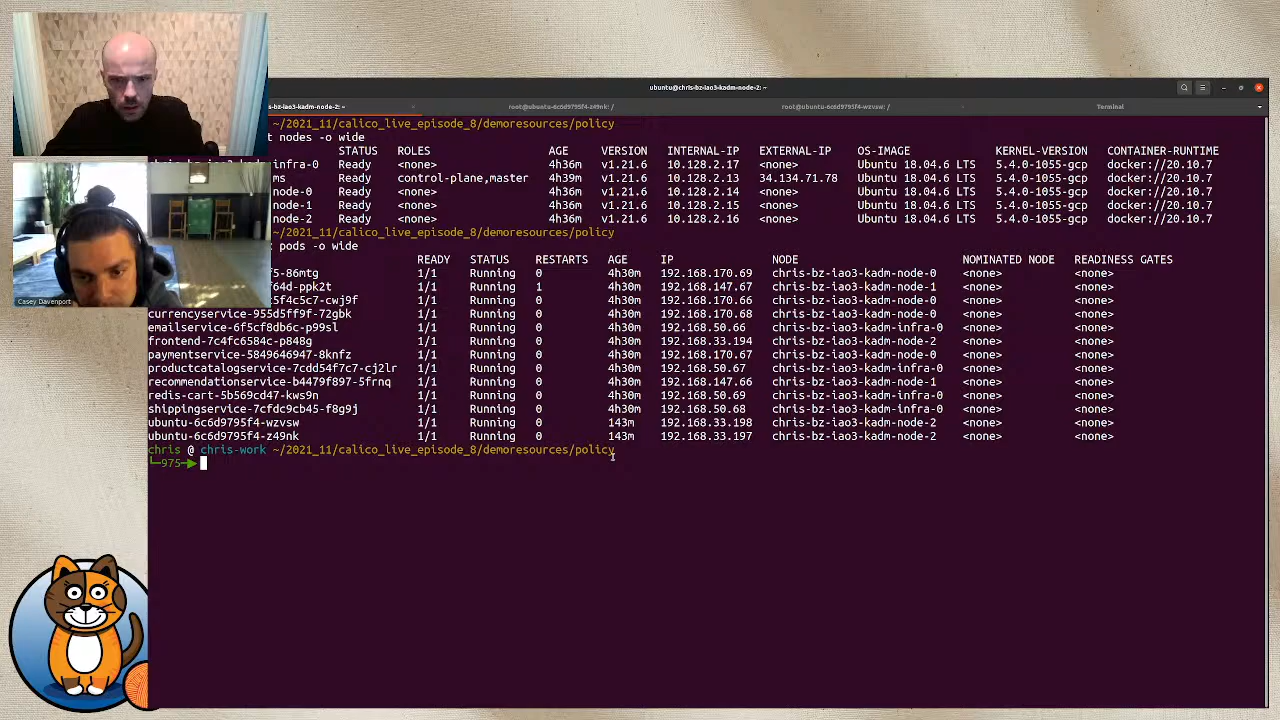 ubuntu@chris-bz-iao3-kadm-node-2: ~
s-bz-iao3-kadm-node-2: ~ root@ubuntu-6c6d9795f4-z49nk: / root@ubuntu-6c6d9795f4-wzvsw: / Terminal
~/2021_11/calico_live_episode_8/demoresources/policy
t nodes -o wide
STATUS ROLES AGE VERSION INTERNAL-IP EXTERNAL-IP OS-IMAGE KERNEL-VERSION CONTAINER-RUNTIME
infra-0 Ready <none> 4h36m v1.21.6 10.128.2.17 <none> Ubuntu 18.04.6 LTS 5.4.0-1055-gcp docker://20.10.7
ms Ready control-plane,master 4h39m v1.21.6 10.128.2.13 34.134.71.78 Ubuntu 18.04.6 LTS 5.4.0-1055-gcp docker://20.10.7
node-0 Ready <none> 4h36m v1.21.6 10.128.2.14 <none> Ubuntu 18.04.6 LTS 5.4.0-1055-gcp docker://20.10.7
node-1 Ready <none> 4h36m v1.21.6 10.128.2.15 <none> Ubuntu 18.04.6 LTS 5.4.0-1055-gcp docker://20.10.7
node-2 Ready <none> 4h36m v1.21.6 10.128.2.16 <none> Ubuntu 18.04.6 LTS 5.4.0-1055-gcp docker://20.10.7
~/2021_11/calico_live_episode_8/demoresources/policy
pods -o wide
READY STATUS RESTARTS AGE IP NODE NOMINATED NODE READINESS GATES
5-86mtg 1/1 Running 0 4h30m 192.168.170.69 chris-bz-iao3-kadm-node-0 <none> <none>
64d-ppk2t 1/1 Running 1 4h30m 192.168.147.67 chris-bz-iao3-kadm-node-1 <none> <none>
1/1 Running 0 4h30m chris-bz-iao3-kadm-node-0 <none> <none>
currencyservice-955d5ff9f-72gbk 1/1 Running 0 4h30m 192.168.170.68 chris-bz-iao3-kadm-node-0 <none> <none>
emailservice-6f5cf8db6c-p99sl 1/1 Running 0 4h30m 192.168.50.66 chris-bz-iao3-kadm-infra-0 <none> <none>
frontend-7c4fc6584c-p848g 1/1 Running 0 4h30m 192.168.33.194 chris-bz-iao3-kadm-node-2 <none> <none>
paymentservice-5849646947-8knfz 1/1 Running 0 4h30m 192.168.170.67 chris-bz-iao3-kadm-node-0 <none> <none>
productcatalogservice-7cdd54f7c7-cj2lr 1/1 Running 0 4h30m 192.168.50.67 chris-bz-iao3-kadm-infra-0 <none> <none>
recommendationservice-b4479f897-5frnq 1/1 Running 0 4h30m 192.168.147.66 chris-bz-iao3-kadm-node-1 <none> <none>
redis-cart-5b569cd47-kws9n 1/1 Running 0 4h30m 192.168.50.69 chris-bz-iao3-kadm-infra-0 <none> <none>
shippingservice-7cfdc9cb45-f8g9j 1/1 Running 0 4h30m 192.168.50.68 chris-bz-iao3-kadm-infra-0 <none> <none>
ubuntu-6c6d9795f4-wzvsw 1/1 Running 0 143m 192.168.33.198 chris-bz-iao3-kadm-node-2 <none> <none>
ubuntu-6c6d9795f4-z49nk 1/1 Running 0 143m 192.168.33.197 chris-bz-iao3-kadm-node-2 <none> <none>
chris @ chris-work ~/2021_11/calico_live_episode_8/demoresources/policy
975
Casey Davenport